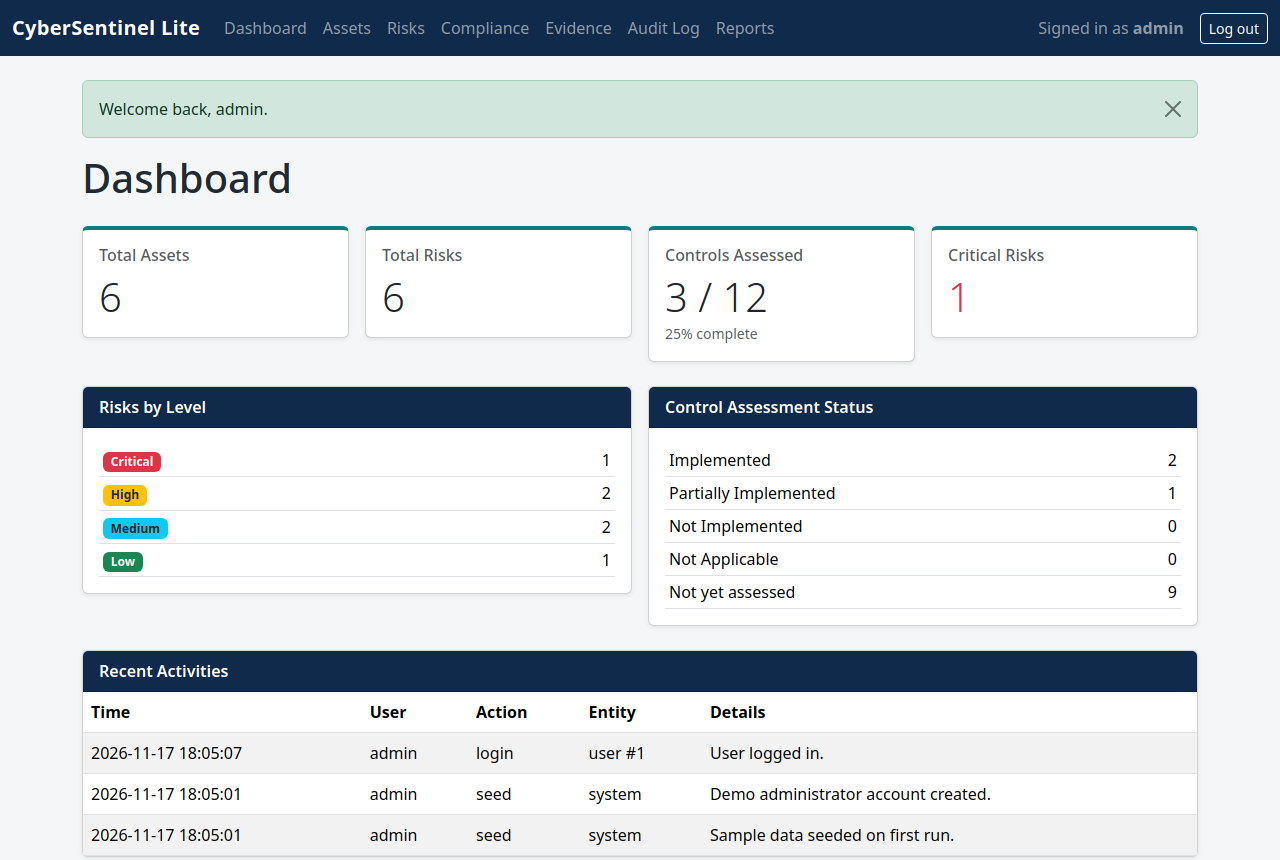 CyberSentinel Lite Dashboard Assets Risks Compliance Evidence Audit Log Reports Signed in as admin Log out
Welcome back, admin.
Dashboard
Total Assets
6
Total Risks
6
Controls Assessed
3 / 12
25% complete
Critical Risks
1
Risks by Level
Critical 1
High 2
Medium 2
Low 1
Control Assessment Status
Implemented 2
Partially Implemented 1
Not Implemented 0
Not Applicable 0
Not yet assessed 9
Recent Activities
Time User Action Entity Details
2026-11-17 18:05:07 admin login user #1 User logged in.
2026-11-17 18:05:01 admin seed system Demo administrator account created.
2026-11-17 18:05:01 admin seed system Sample data seeded on first run.